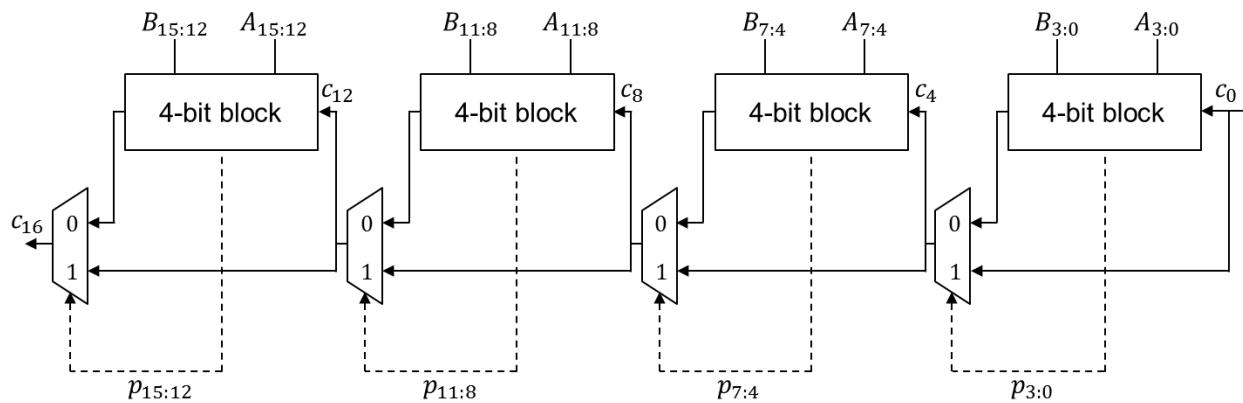 B15:12 A15:12 B11:8 A11:8 B7:4 A7:4 B3:0 A3:0
4-bit block c12 4-bit block c8 4-bit block c4 4-bit block c0
c16 0 0 0 0
1 1 1 1
p15:12 p11:8 p7:4 p3:0